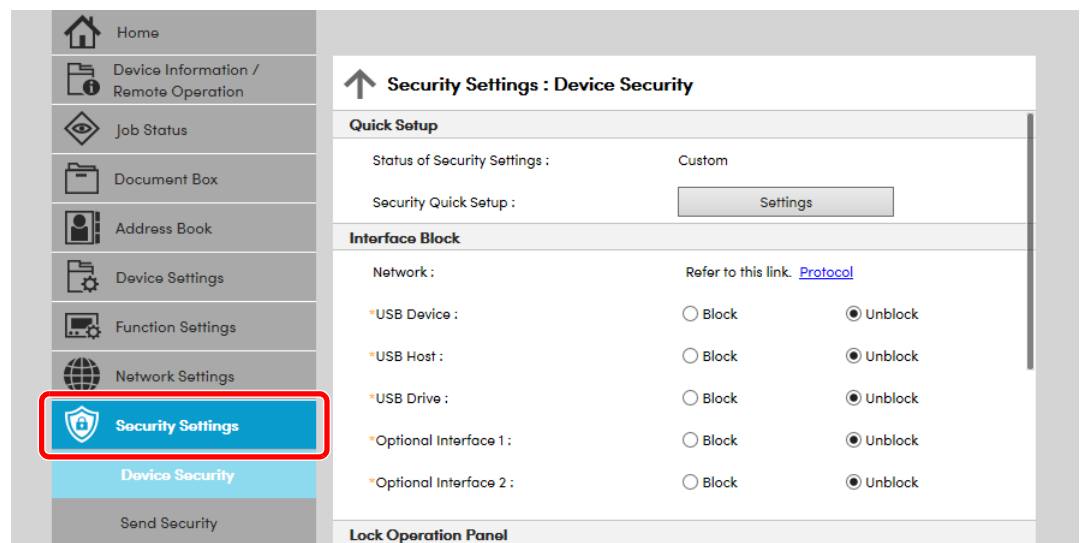 Home
Device Information /
Remote Operation
Job Status
Document Box
Address Book
Device Settings
Function Settings
Network Settings
Security Settings
Device Security
Send Security
Security Settings : Device Security
Quick Setup
Status of Security Settings : Custom
Security Quick Setup : Settings
Interface Block
Network : Refer to this link. Protocol
*USB Device : Block Unblock
*USB Host : Block Unblock
*USB Drive : Block Unblock
*Optional Interface 1 : Block Unblock
*Optional Interface 2 : Block Unblock
Lock Operation Panel